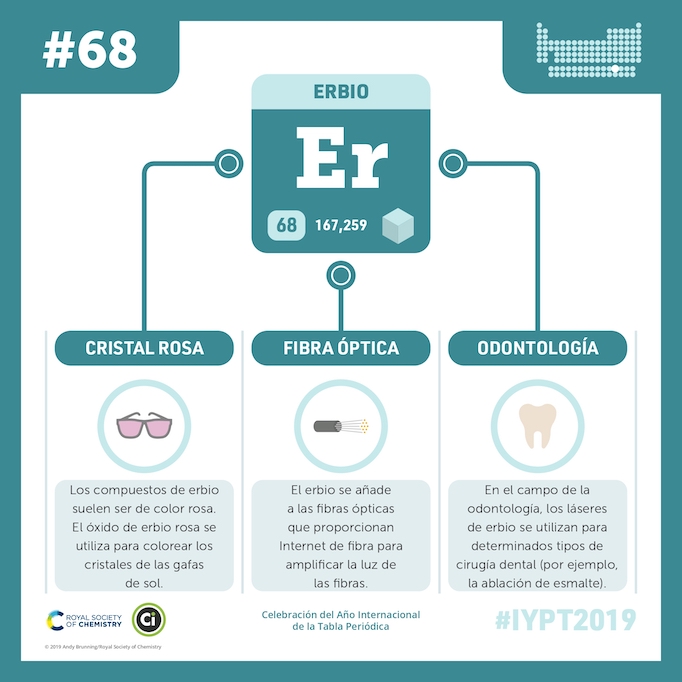 #68
ERBIO
Er
68 167,259
CRISTAL ROSA
Los compuestos de erbio
suelen ser de color rosa.
El óxido de erbio rosa se
utiliza para colorear los
cristales de las gafas
de sol.
FIBRA ÓPTICA
El erbio se añade
a las fibras ópticas
que proporcionan
Internet de fibra para
amplificar la luz de
las fibras.
ODONTOLOGÍA
En el campo de la
odontología, los láseres
de erbio se utilizan para
determinados tipos de
cirugía dental (por ejemplo,
la ablación de esmalte).
ROYAL SOCIETY
OF CHEMISTRY
Ci
Celebración del Año Internacional
de la Tabla Periódica
#IYPT2019
© 2019 Andy Brunning/Royal Society of Chemistry